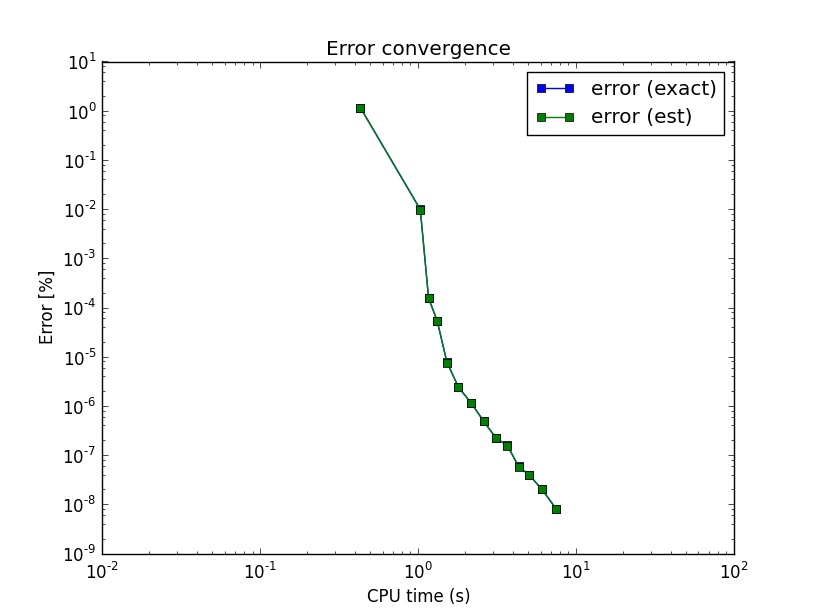 Error convergence
error (exact)
error (est)
Error [%]
10^1
10^0
10^-1
10^-2
10^-3
10^-4
10^-5
10^-6
10^-7
10^-8
10^-9
10^-2 10^-1 10^0 10^1 10^2
CPU time (s)